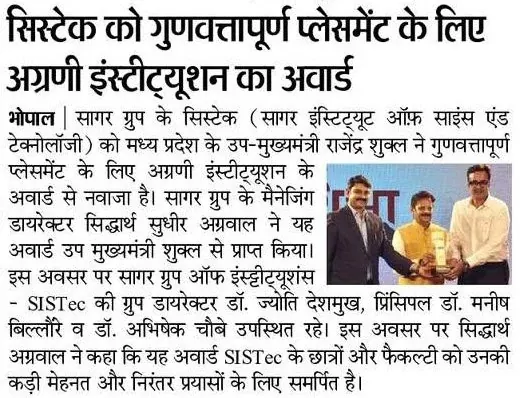 सिस्टेक को गुणवत्तापूर्ण प्लेसमेंट के लिए
अग्रणी इंस्टीट्यूशन का अवार्ड
भोपाल | सागर ग्रुप के सिस्टेक (सागर इंस्टिट्यूट ऑफ़ साइंस एंड
टेक्नोलॉजी) को मध्य प्रदेश के उप-मुख्यमंत्री राजेंद्र शुक्ल ने गुणवत्तापूर्ण
प्लेसमेंट के लिए अग्रणी इंस्टीट्यूशन के
अवार्ड से नवाजा है। सागर ग्रुप के मैनेजिंग
डायरेक्टर सिद्धार्थ सुधीर अग्रवाल ने यह
अवार्ड उप मुख्यमंत्री शुक्ल से प्राप्त किया।
इस अवसर पर सागर ग्रुप ऑफ इंस्ट्टीट्यूशंस
- SISTec की ग्रुप डायरेक्टर डॉ. ज्योति देशमुख, प्रिंसिपल डॉ. मनीष
बिल्लौरे व डॉ. अभिषेक चौबे उपस्थित रहे। इस अवसर पर सिद्धार्थ
अग्रवाल ने कहा कि यह अवार्ड SISTec के छात्रों और फैकल्टी को उनकी
कड़ी मेहनत और निरंतर प्रयासों के लिए समर्पित है।